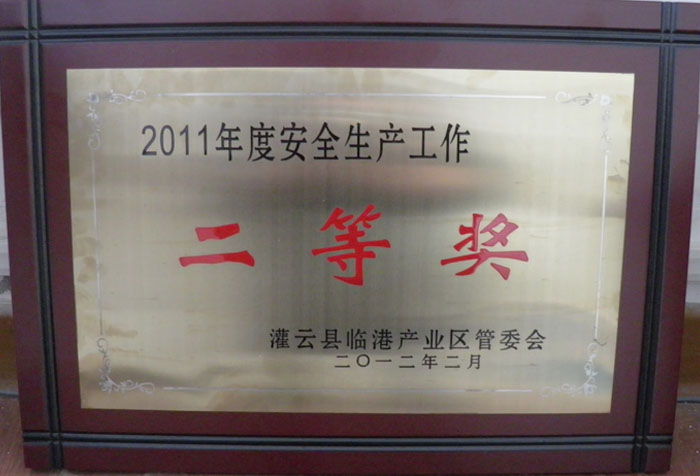 2011年度安全生产工作
二等奖
灌云县临港产业区管委会
二〇一二年二月